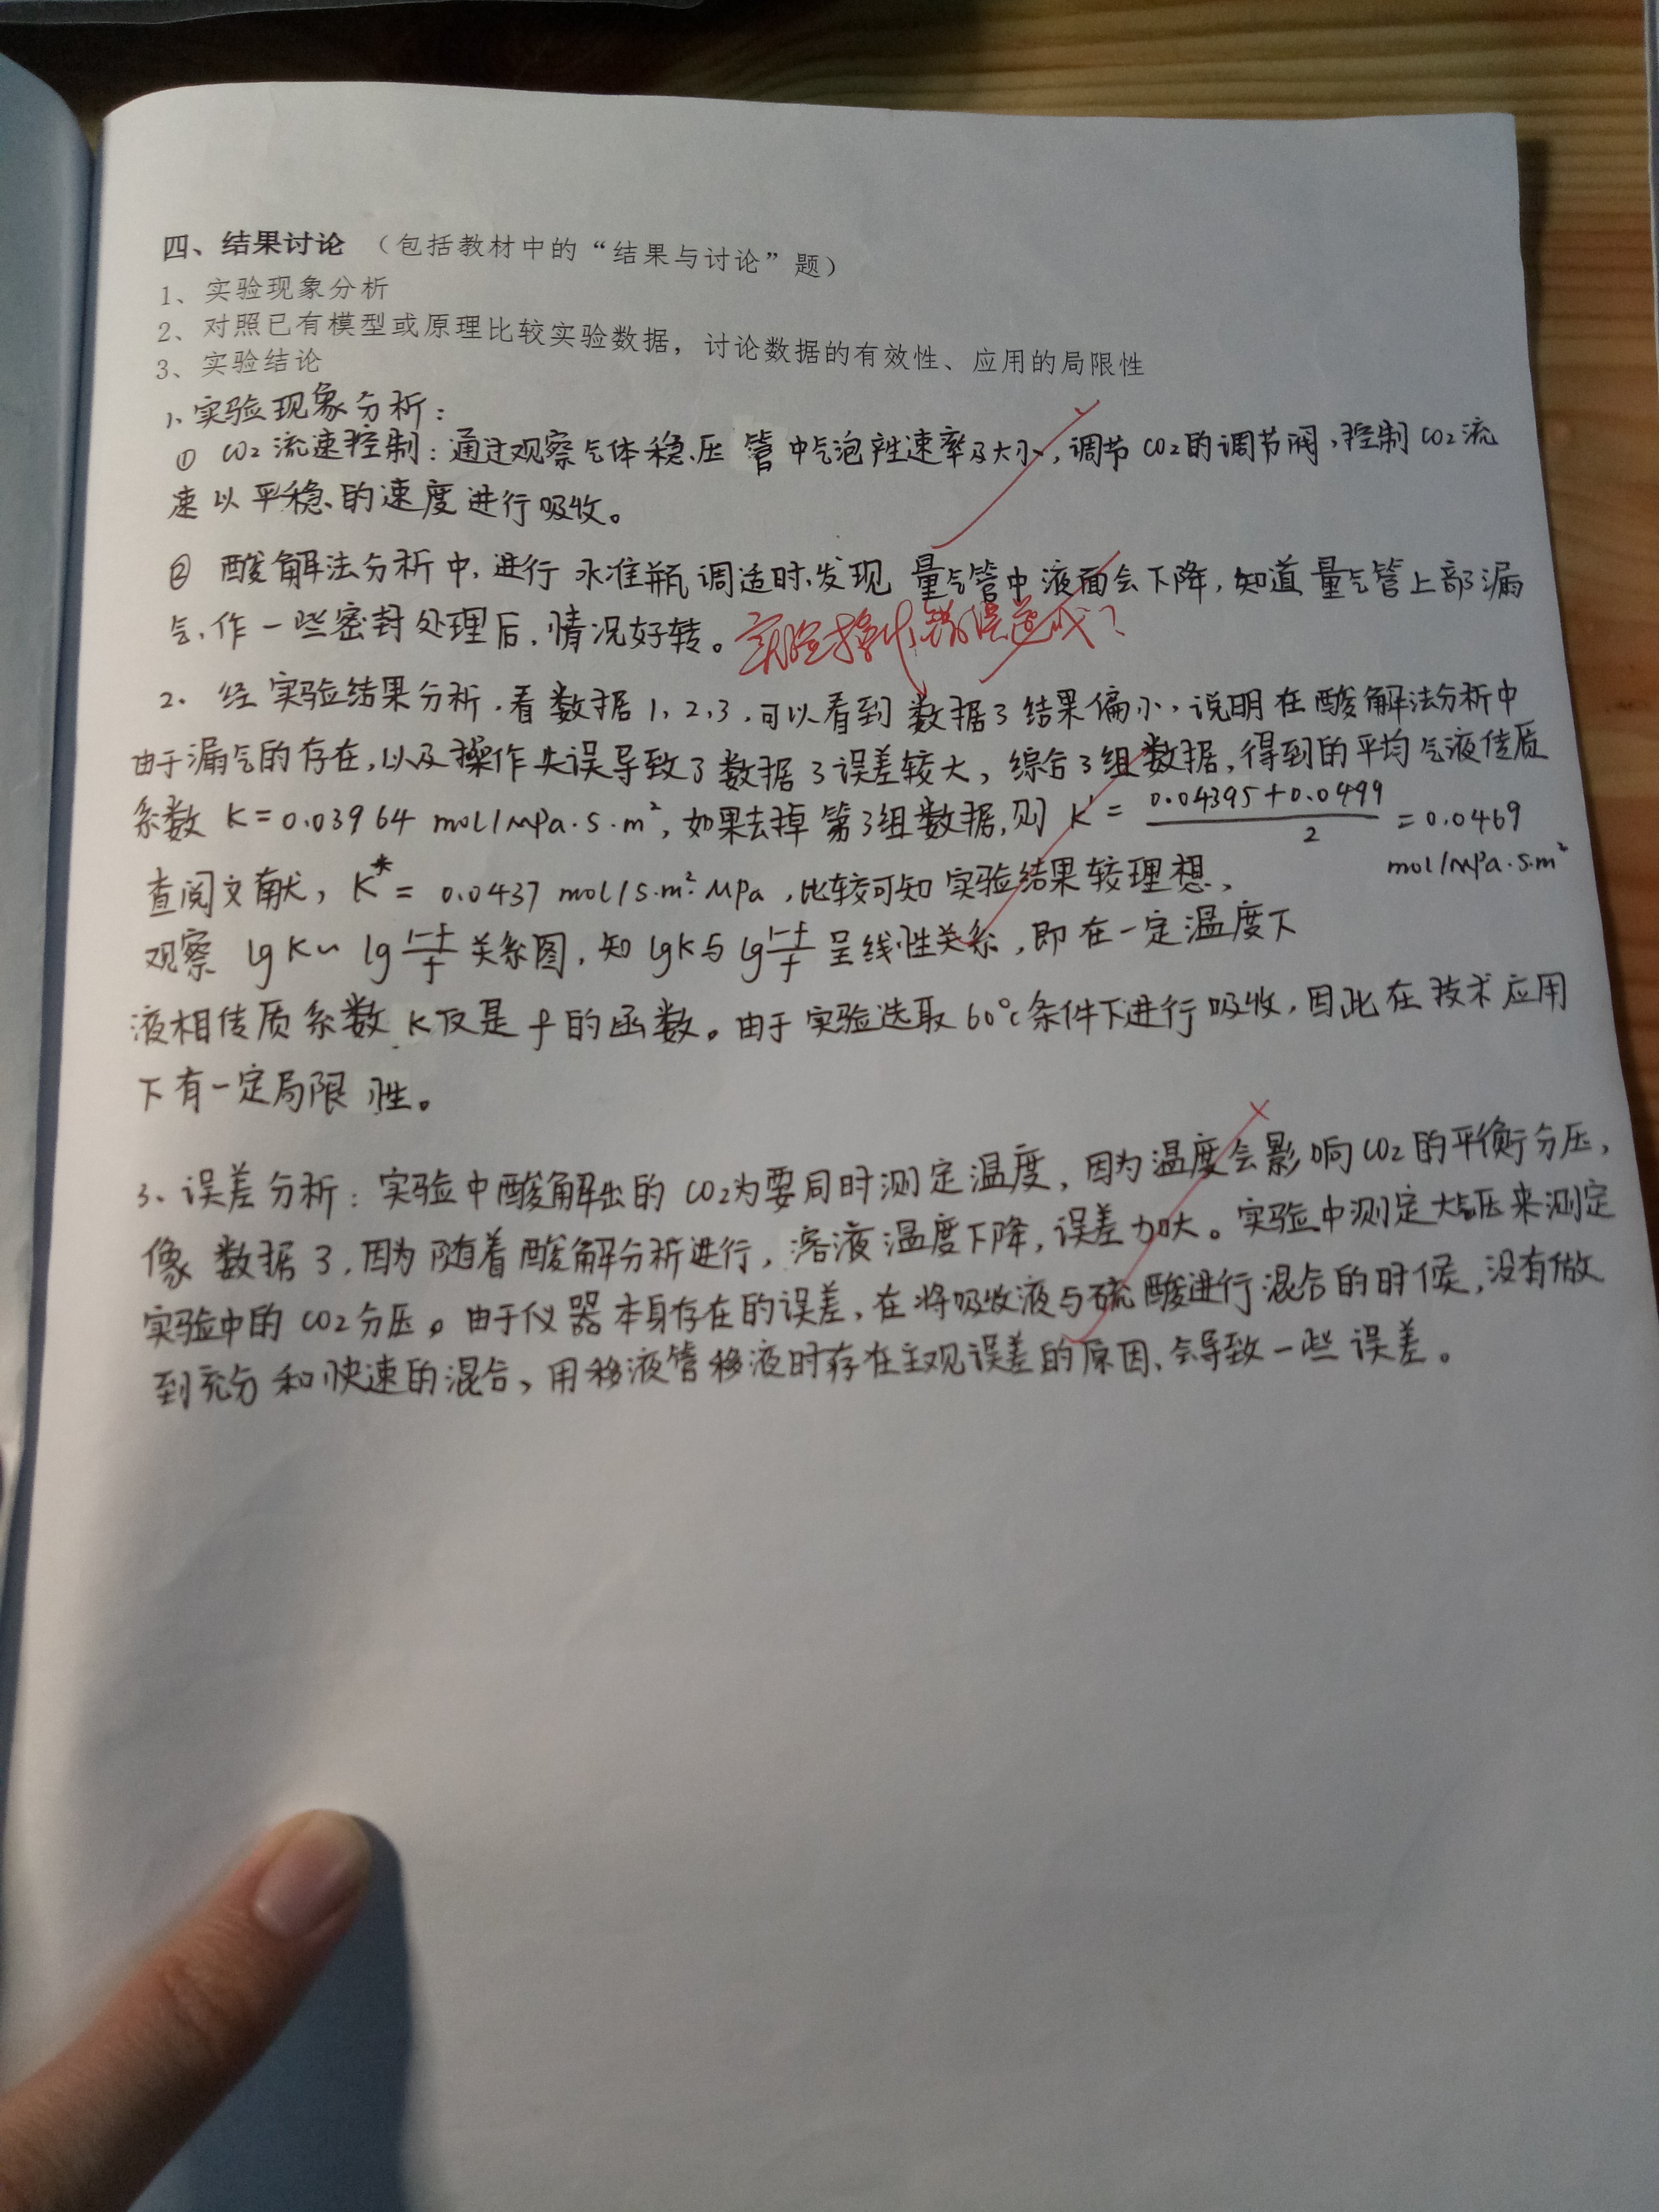 四、结果讨论 （包括教材中的“结果与讨论”题）
1、实验现象分析
2、对照已有模型或原理比较实验数据，讨论数据的有效性、应用的局限性
3、实验结论
1、实验现象分析：
① CO2 流速控制：通过观察气体稳压管中气泡产生速率及大小，调节CO2的调节阀，控制CO2流
速以平稳的速度进行吸收。
② 酸解法分析中，进行水准瓶调适时，发现量气管中液面会下降，知道量气管上部漏
气，作一些密封处理后，情况好转。实验操作错误造成？
2. 经实验结果分析，看数据1,2,3，可以看到数据3结果偏小，说明在酸解法分析中
由于漏气的存在，以及操作失误导致了数据3误差较大，综合3组数据，得到的平均气液传质
系数 K=0.03964 mol/MPa·s·m²，如果去掉第3组数据，则 K' = (0.04395+0.0499)/2 = 0.0469
mol/MPa·s·m²
查阅文献，K* = 0.0437 mol/s·m²·MPa，比较可知实验结果较理想，
观察 lgK~lg (1-f)/f 关系图，知 lgK与lg (1-f)/f 呈线性关系，即在一定温度下
液相传质系数K仅是f的函数。由于实验选取60℃条件下进行吸收，因此在技术应用
下有一定局限性。
3、误差分析：实验中酸解出的CO2为要同时测定温度，因为温度会影响CO2的平衡分压，
像数据3，因为随着酸解分析进行，溶液温度下降，误差加大。实验中测定大气压来测定
实验中的CO2分压。由于仪器本身存在的误差，在将吸收液与硫酸进行混合的时候，没有做
到充分和快速的混合，用移液管移液时存在主观误差的原因，会导致一些误差。